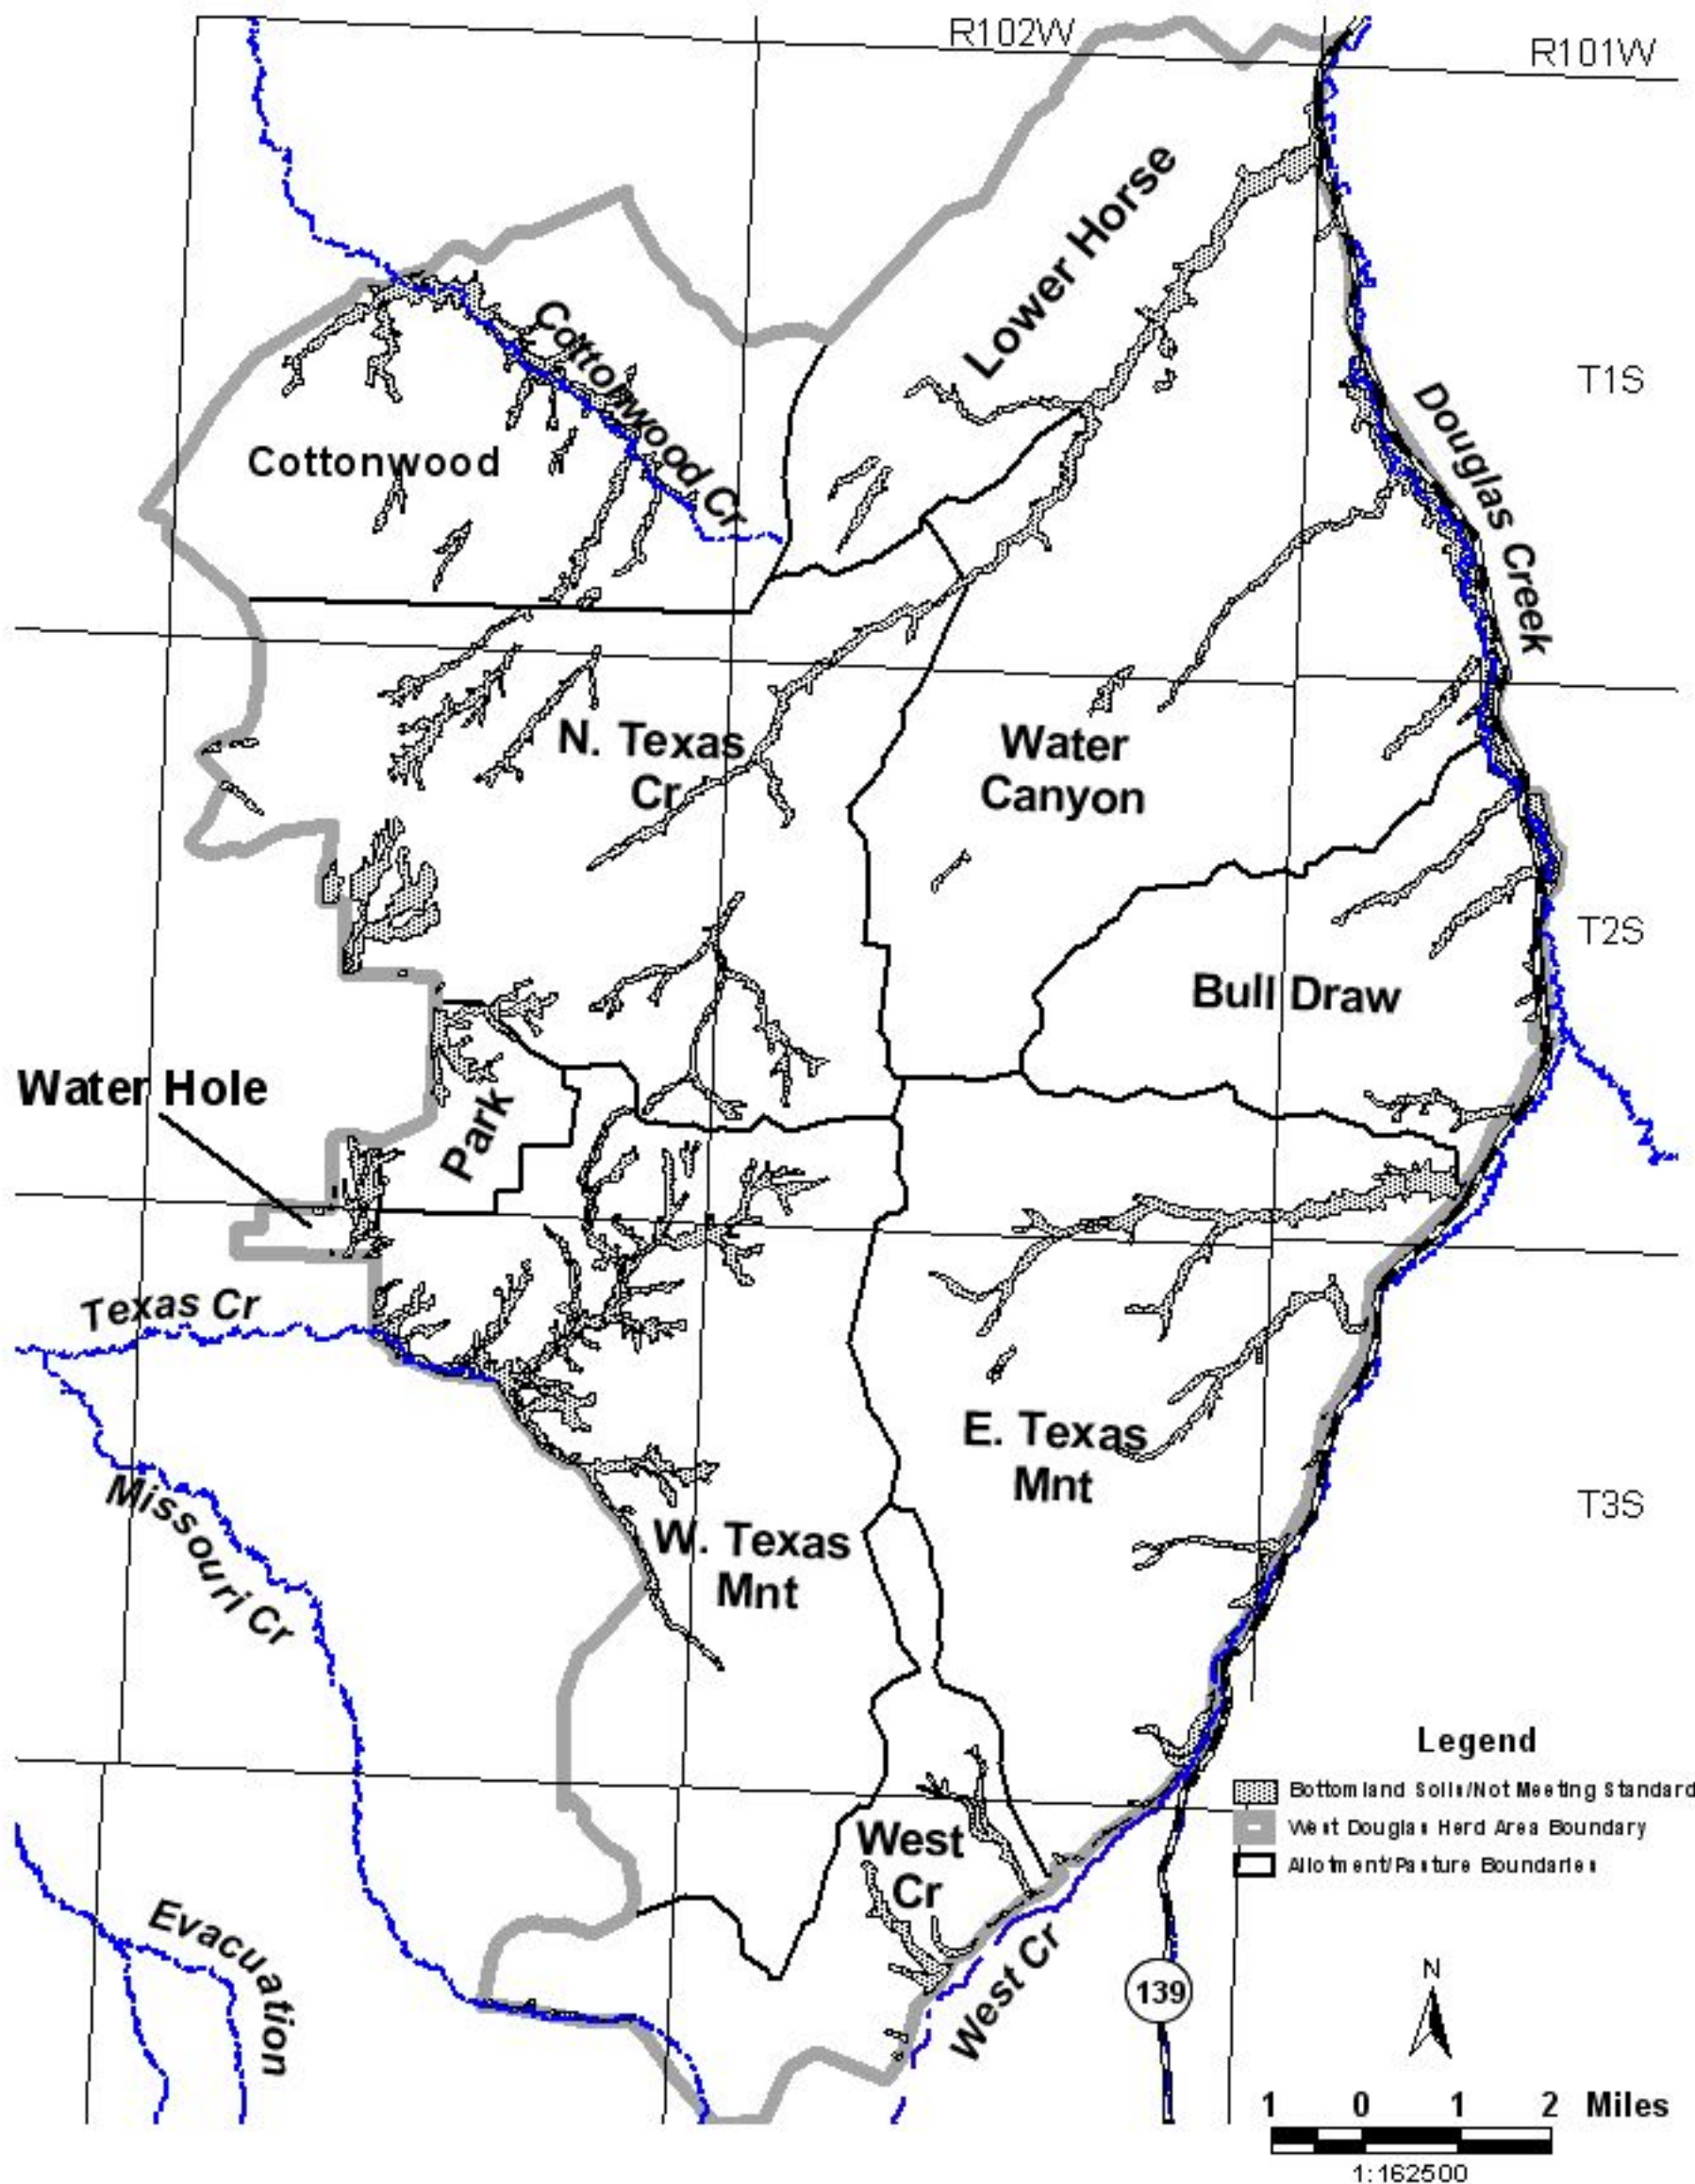 R102W
R101W
Lower Horse
Cottonwood Cr
T1S
Douglas Creek
Cottonwood
N. Texas
Cr
Water
Canyon
T2S
Bull Draw
Water Hole
Park
Texas Cr
E. Texas
Mnt
Missouri Cr
T3S
W. Texas
Mnt
Legend
Bottomland Soils/Not Meeting Standard
West Douglas Herd Area Boundary
Allotment/Pasture Boundaries
West
Cr
Evacuation
West Cr
139
N
1 0 1 2 Miles
1:162500